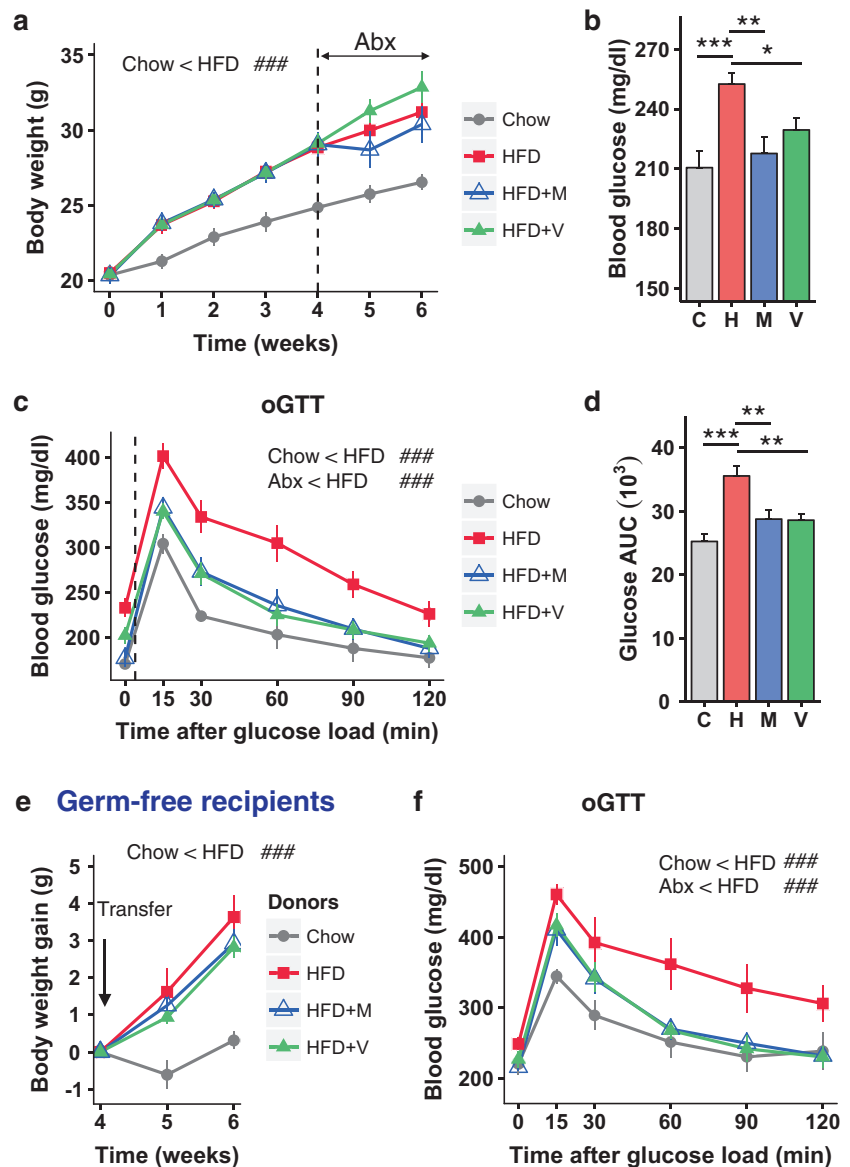 a
Body weight (g)
35
30
25
20
Chow < HFD ###
Abx
0 1 2 3 4 5 6
Time (weeks)
Chow
HFD
HFD+M
HFD+V
b
Blood glucose (mg/dl)
270
240
210
180
150
**
*** *
C H M V
c
oGTT
Blood glucose (mg/dl)
400
350
300
250
200
Chow < HFD ###
Abx < HFD ###
0 15 30 60 90 120
Time after glucose load (min)
Chow
HFD
HFD+M
HFD+V
d
Glucose AUC (10³)
40
30
20
10
0
**
*** **
C H M V
e Germ-free recipients
Chow < HFD ###
Body weight gain (g)
5
4
3
2
1
0
-1
Transfer
4 5 6
Time (weeks)
Donors
Chow
HFD
HFD+M
HFD+V
f
oGTT
Blood glucose (mg/dl)
500
400
300
200
Chow < HFD ###
Abx < HFD ###
0 15 30 60 90 120
Time after glucose load (min)